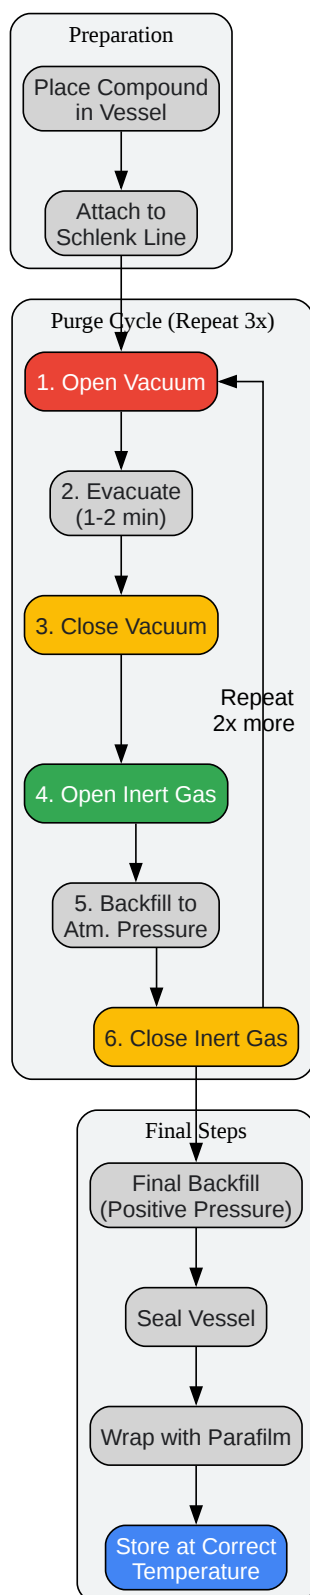 Preparation
Place Compound
in Vessel
Attach to
Schlenk Line
Purge Cycle (Repeat 3x)
1. Open Vacuum
2. Evacuate
(1-2 min)
3. Close Vacuum
Repeat
2x more
4. Open Inert Gas
5. Backfill to
Atm. Pressure
6. Close Inert Gas
Final Steps
Final Backfill
(Positive Pressure)
Seal Vessel
Wrap with Parafilm
Store at Correct
Temperature